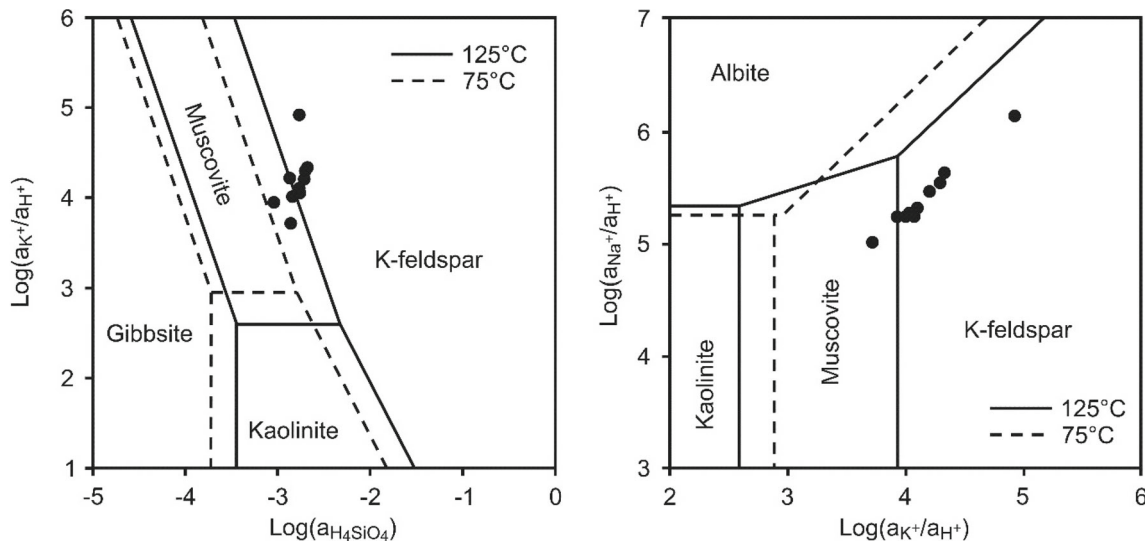 6
5
4
3
2
1
Log(aK+/aH+)
-5
-4
-3
-2
-1
0
Log(aH4SiO4)
125°C
75°C
Muscovite
K-feldspar
Gibbsite
Kaolinite
7
6
5
4
3
Log(aNa+/aH+)
2
3
4
5
6
Log(aK+/aH+)
Albite
Kaolinite
Muscovite
K-feldspar
125°C
75°C